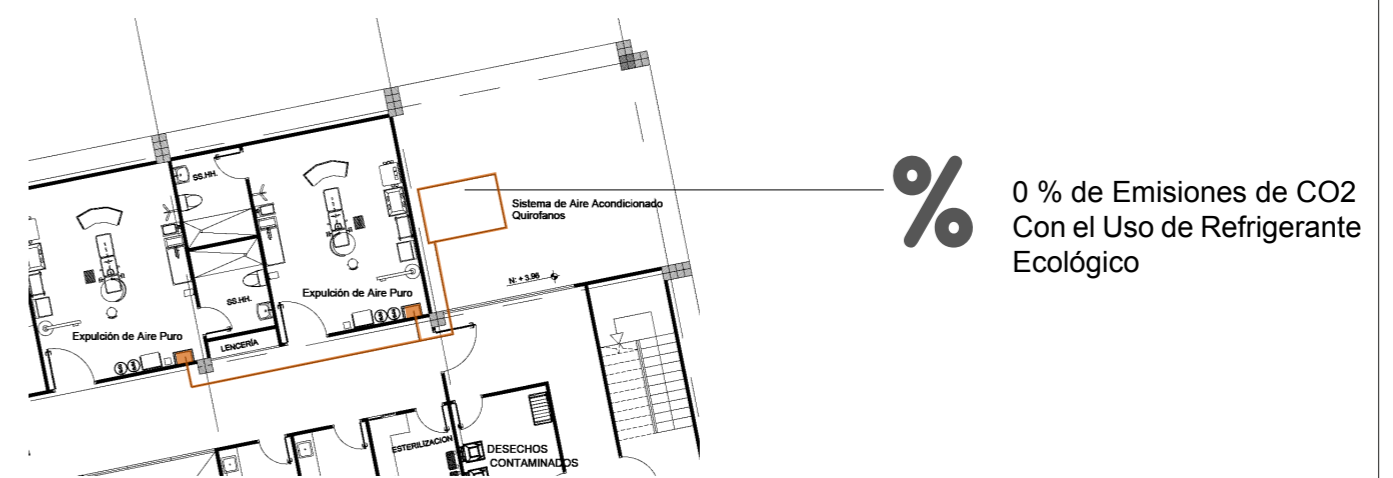 SS.HH.
Sistema de Aire Acondicionado
Quirofanos
%
0 % de Emisiones de CO2
Con el Uso de Refrigerante
Ecológico
N: + 3.96
SS.HH.
Expulción de Aire Puro
Expulción de Aire Puro
LENCERÍA
ESTERILIZACION
DESECHOS
CONTAMINADOS